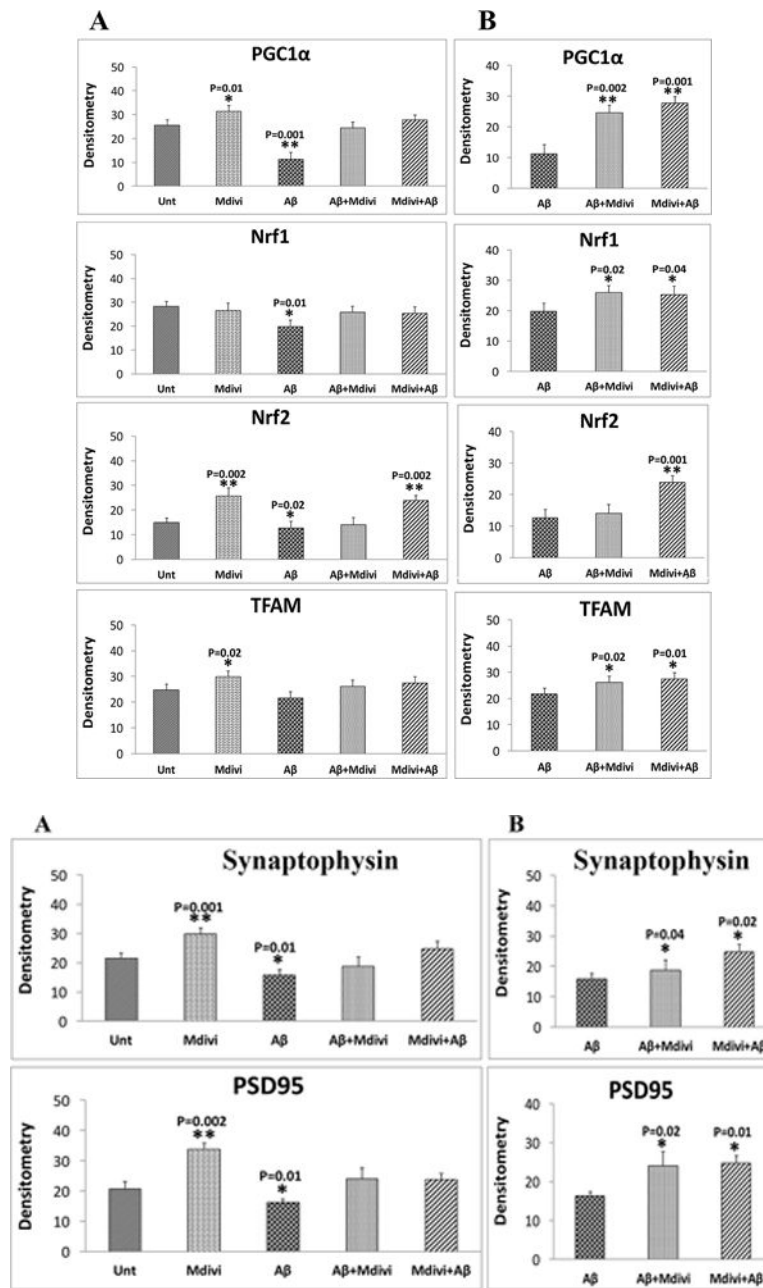 A
PGC1α
Densitometry
50
40
30
20
10
0
P=0.01
*
P=0.001
**
Unt Mdivi Aβ Aβ+Mdivi Mdivi+Aβ
Nrf1
Densitometry
50
40
30
20
10
0
P=0.01
*
Unt Mdivi Aβ Aβ+Mdivi Mdivi+Aβ
Nrf2
Densitometry
50
40
30
20
10
0
P=0.002
**
P=0.02
*
P=0.002
**
Unt Mdivi Aβ Aβ+Mdivi Mdivi+Aβ
TFAM
Densitometry
50
40
30
20
10
0
P=0.02
*
Unt Mdivi Aβ Aβ+Mdivi Mdivi+Aβ
B
PGC1α
Densitometry
40
30
20
10
0
P=0.002
**
P=0.001
**
Aβ Aβ+Mdivi Mdivi+Aβ
Nrf1
Densitometry
40
30
20
10
0
P=0.02
*
P=0.04
*
Aβ Aβ+Mdivi Mdivi+Aβ
Nrf2
Densitometry
40
30
20
10
0
P=0.001
**
Aβ Aβ+Mdivi Mdivi+Aβ
TFAM
Densitometry
50
40
30
20
10
0
P=0.02
*
P=0.01
*
Aβ Aβ+Mdivi Mdivi+Aβ
A
Synaptophysin
Densitometry
50
40
30
20
10
0
P=0.001
**
P=0.01
*
Unt Mdivi Aβ Aβ+Mdivi Mdivi+Aβ
PSD95
Densitometry
50
40
30
20
10
0
P=0.002
**
P=0.01
*
Unt Mdivi Aβ Aβ+Mdivi Mdivi+Aβ
B
Synaptophysin
Densitometry
50
40
30
20
10
0
P=0.04
*
P=0.02
*
Aβ Aβ+Mdivi Mdivi+Aβ
PSD95
Densitometry
40
30
20
10
0
P=0.02
*
P=0.01
*
Aβ Aβ+Mdivi Mdivi+Aβ